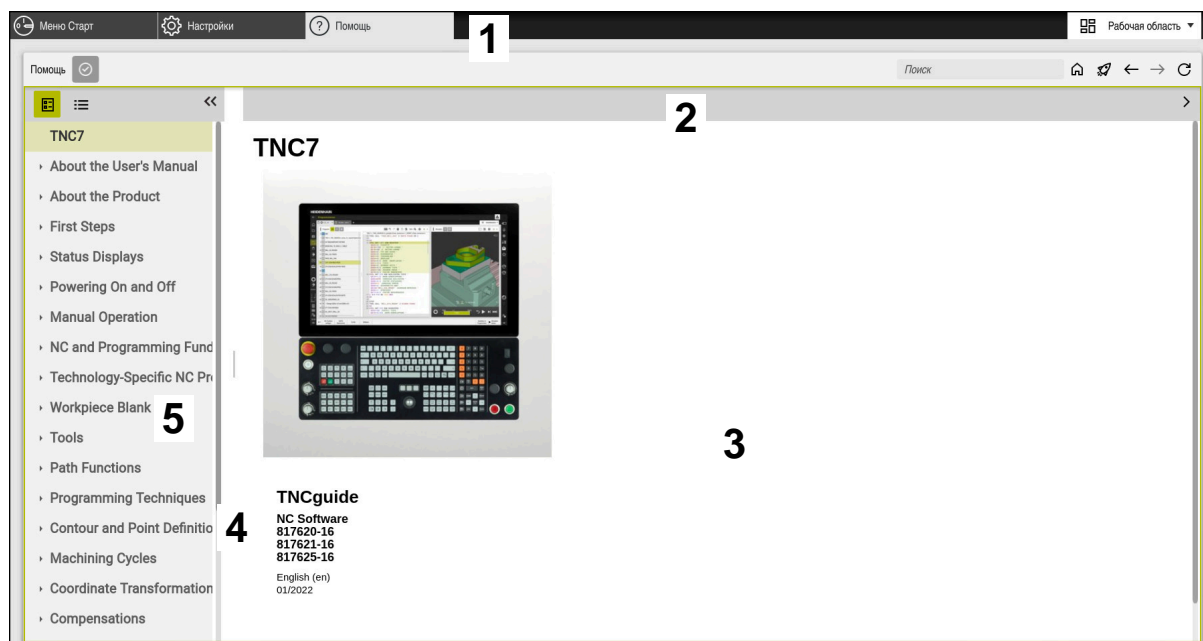 Меню Старт
Настройки
Помощь
1
Рабочая область
Помощь
Поиск
2
TNC7
About the User's Manual
About the Product
First Steps
Status Displays
Powering On and Off
Manual Operation
NC and Programming Fund
Technology-Specific NC Pr
Workpiece Blank
5
Tools
Path Functions
Programming Techniques
Contour and Point Definitio
4
Machining Cycles
Coordinate Transformation
Compensations
TNC7
HEIDENHAIN
3
TNCguide
NC Software
817620-16
817621-16
817625-16
English (en)
01/2022